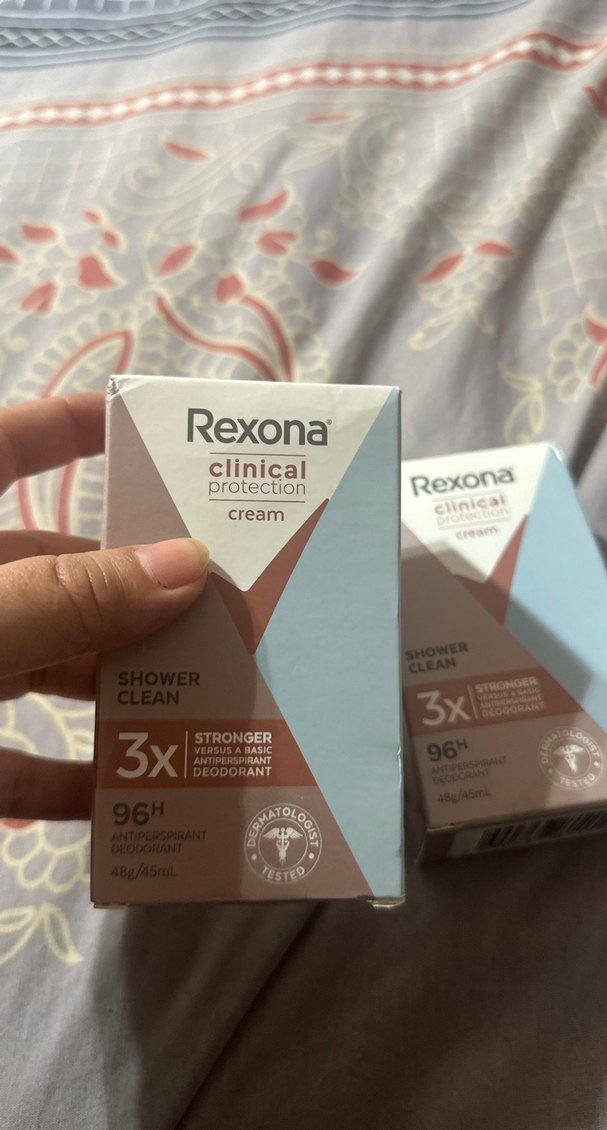 Rexona®
clinical
protection
cream
SHOWER
CLEAN
3x
STRONGER
VERSUS A BASIC
ANTIPERSPIRANT
DEODORANT
96H
ANTIPERSPIRANT
DEODORANT
48g/45mL
DERMATOLOGIST
TESTED
Rexona
clinical
protection
cream
SHOWER
CLEAN
3x
STRONGER
VERSUS A BASIC
ANTIPERSPIRANT
DEODORANT
96H
ANTIPERSPIRANT
DEODORANT
48g/45mL
DERMATOLOGIST
TESTED